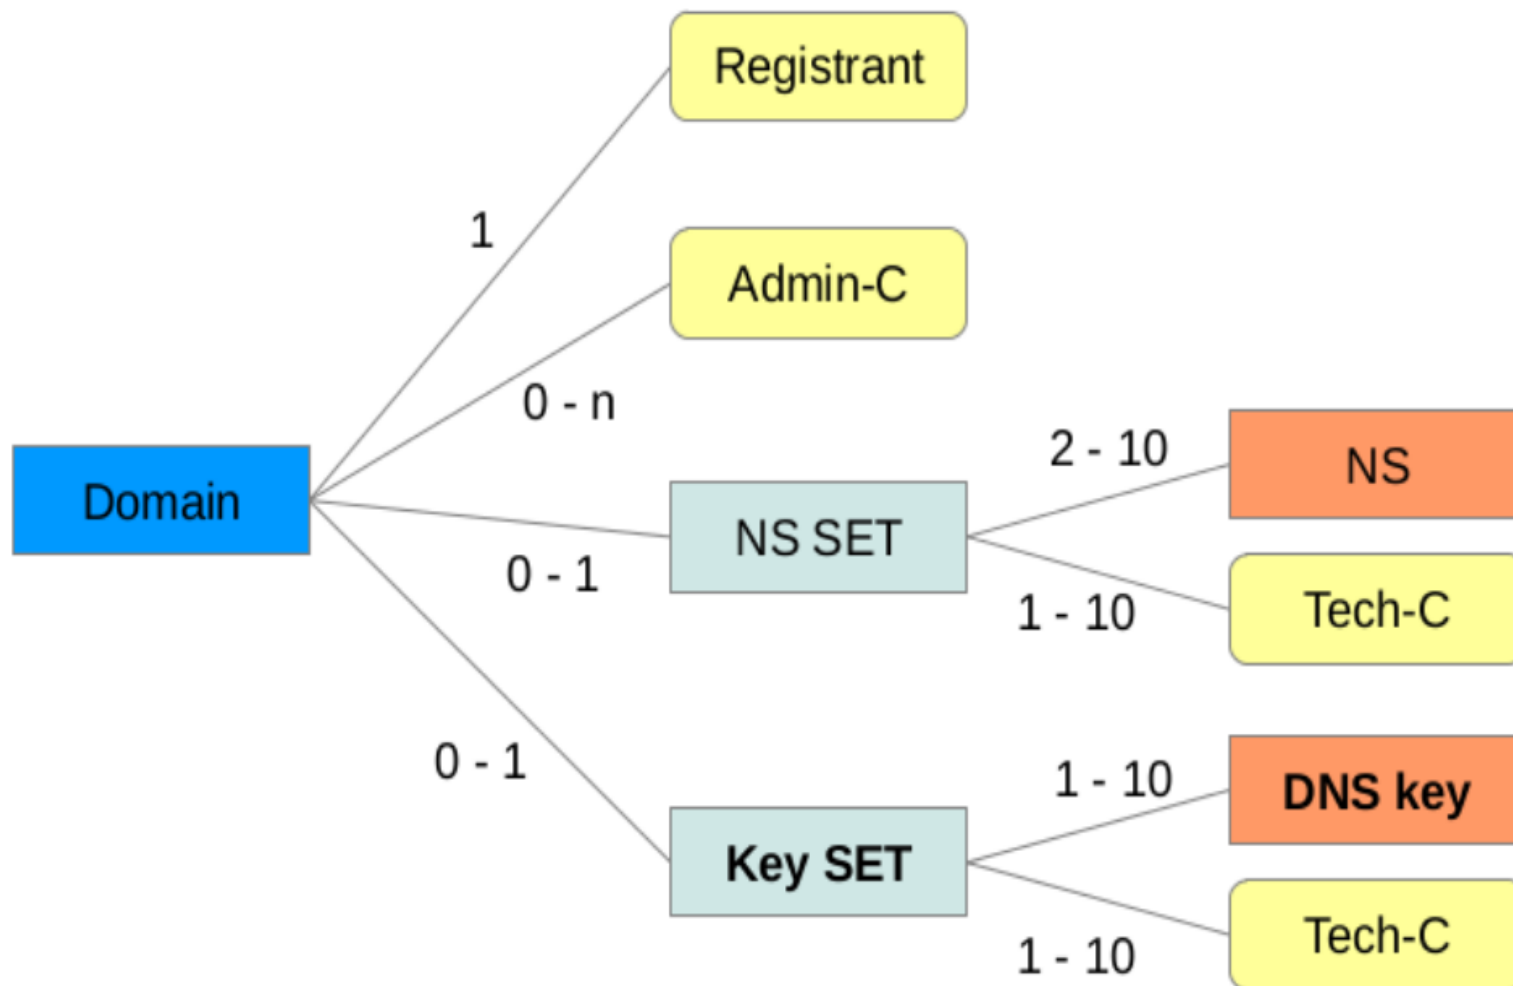 Registrant
1
Admin-C
0 - n
2 - 10
NS
Domain
NS SET
0 - 1
1 - 10
Tech-C
0 - 1
1 - 10
DNS key
Key SET
1 - 10
Tech-C